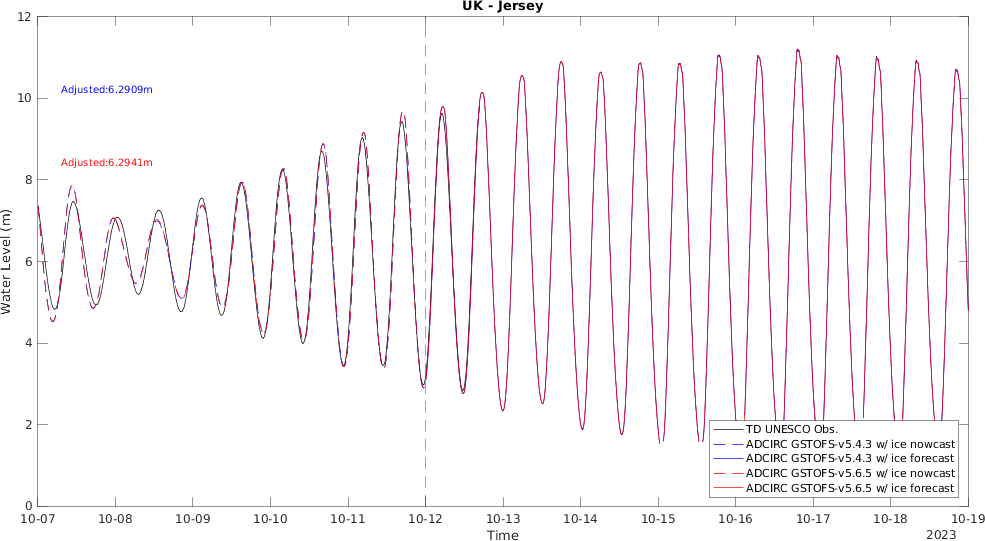 UK - Jersey
12
10
8
6
4
2
0
Water Level (m)
Adjusted:6.2909m
Adjusted:6.2941m
TD UNESCO Obs.
ADCIRC GSTOFS-v5.4.3 w/ ice nowcast
ADCIRC GSTOFS-v5.4.3 w/ ice forecast
ADCIRC GSTOFS-v5.6.5 w/ ice nowcast
ADCIRC GSTOFS-v5.6.5 w/ ice forecast
10-07 10-08 10-09 10-10 10-11 10-12 10-13 10-14 10-15 10-16 10-17 10-18 10-19
Time
2023